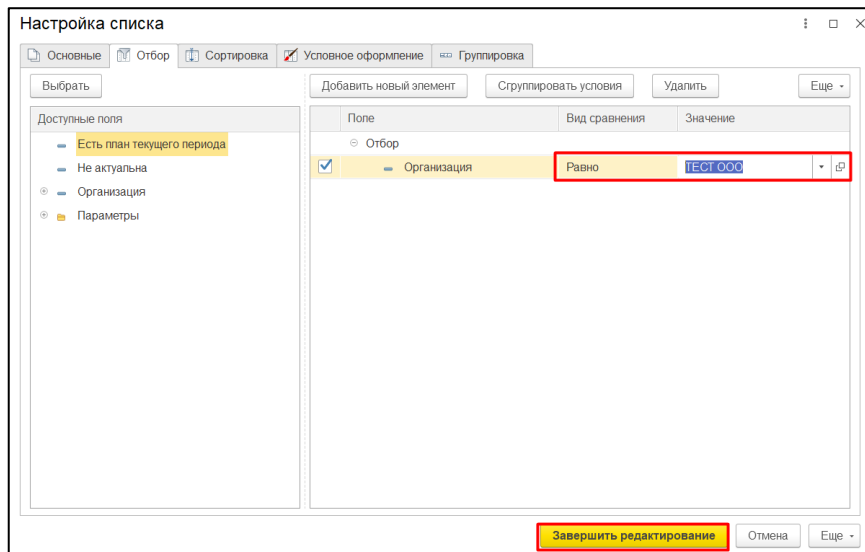 Настройка списка
Основные Отбор Сортировка Условное оформление Группировка
Выбрать Добавить новый элемент Сгруппировать условия Удалить Еще
Доступные поля Поле Вид сравнения Значение
Есть план текущего периода Отбор
Не актуальна Организация Равно ТЕСТ ООО
Организация
Параметры
Завершить редактирование Отмена Еще